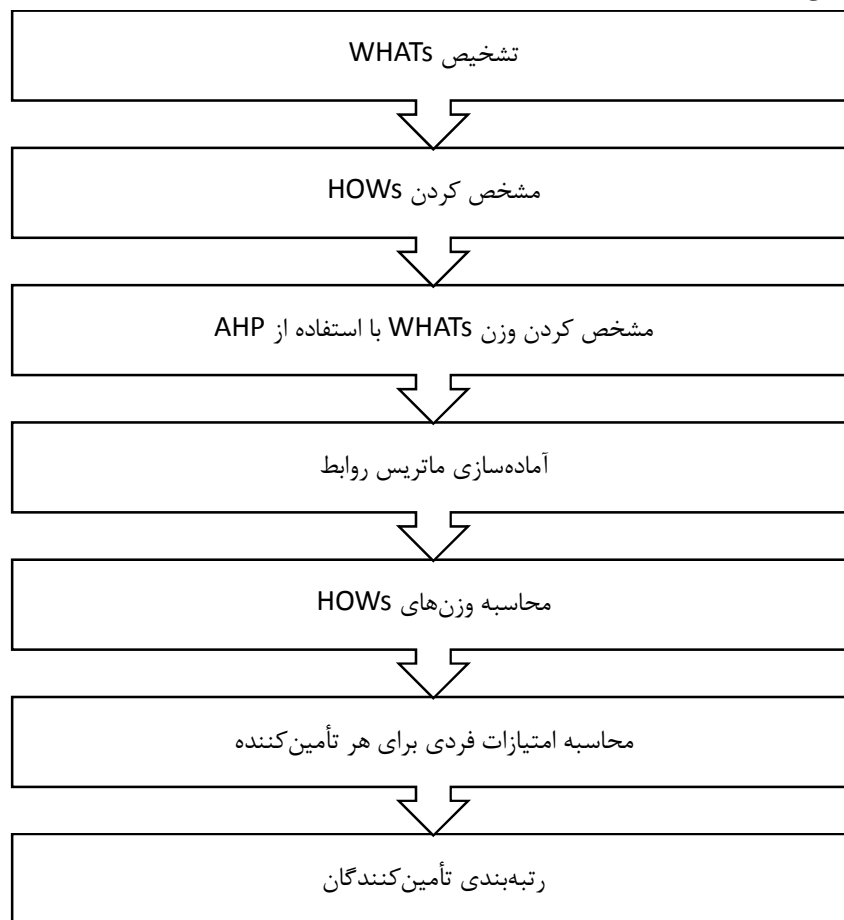 تشخیص WHATs
مشخص کردن HOWs
مشخص کردن وزن WHATs با استفاده از AHP
آماده‌سازی ماتریس روابط
محاسبه وزن‌های HOWs
محاسبه امتیازات فردی برای هر تأمین‌کننده
رتبه‌بندی تأمین‌کنندگان